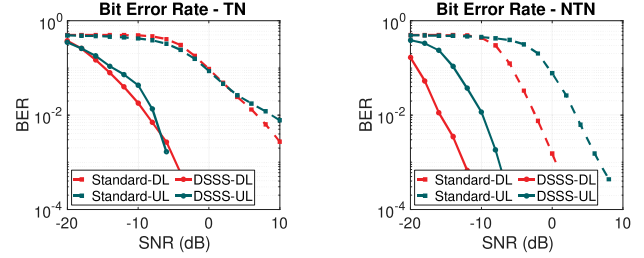 Bit Error Rate - TN
10^0
10^-2
10^-4
BER
-20
-10
0
10
SNR (dB)
Standard-DL
DSSS-DL
Standard-UL
DSSS-UL
Bit Error Rate - NTN
10^0
10^-2
10^-4
BER
-20
-10
0
10
SNR (dB)
Standard-DL
DSSS-DL
Standard-UL
DSSS-UL